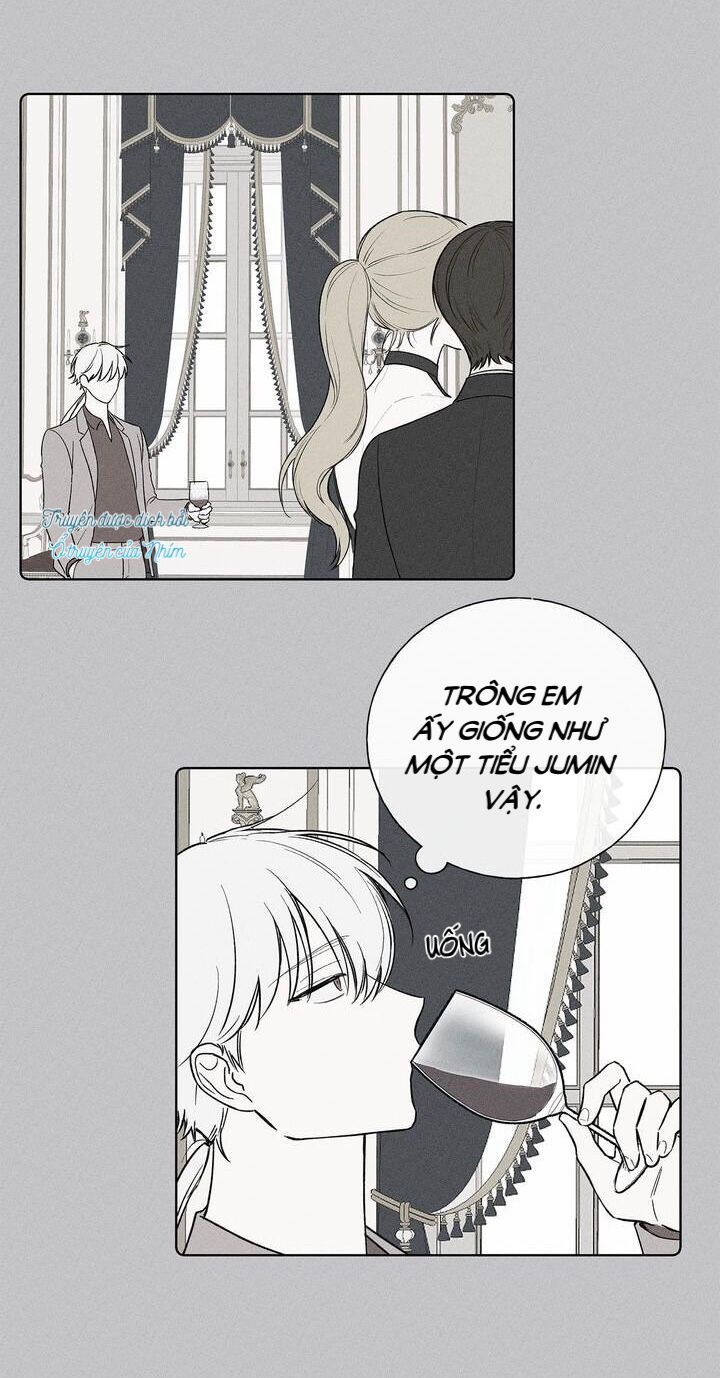 Truyện được dịch bởi
Ổ truyện của Nhím
TRÔNG EM
ẤY GIỐNG NHƯ
MỘT TIỂU JUMIN
VẬY.
UỐNG